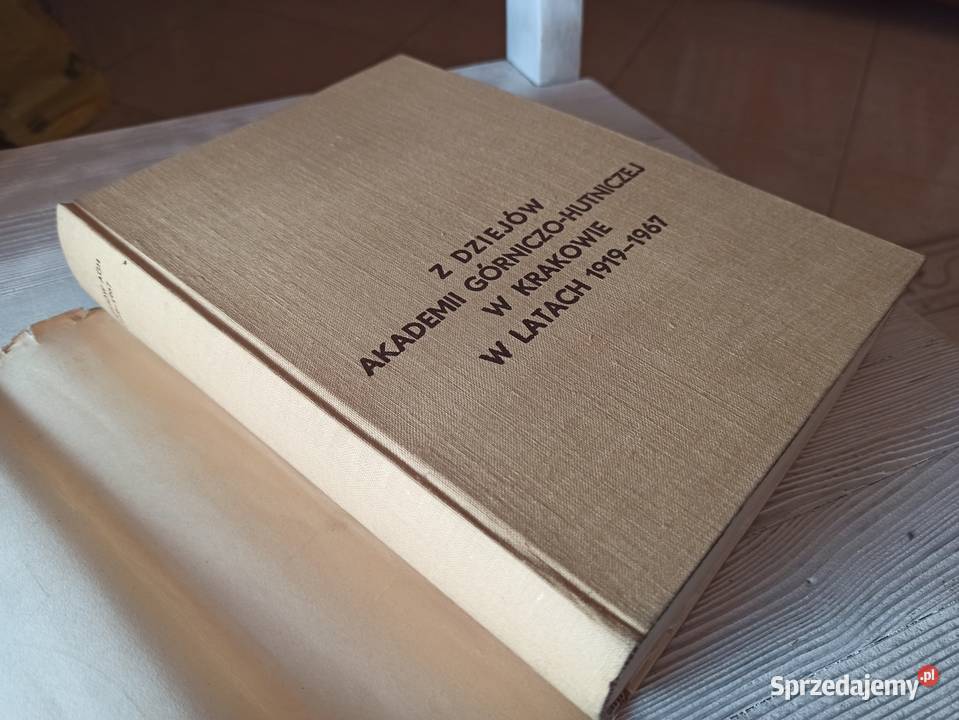 Z DZIEJÓW
AKADEMII GÓRNICZO-HUTNICZEJ
W KRAKOWIE
W LATACH 1919–1967
Sprzedajemy.pl